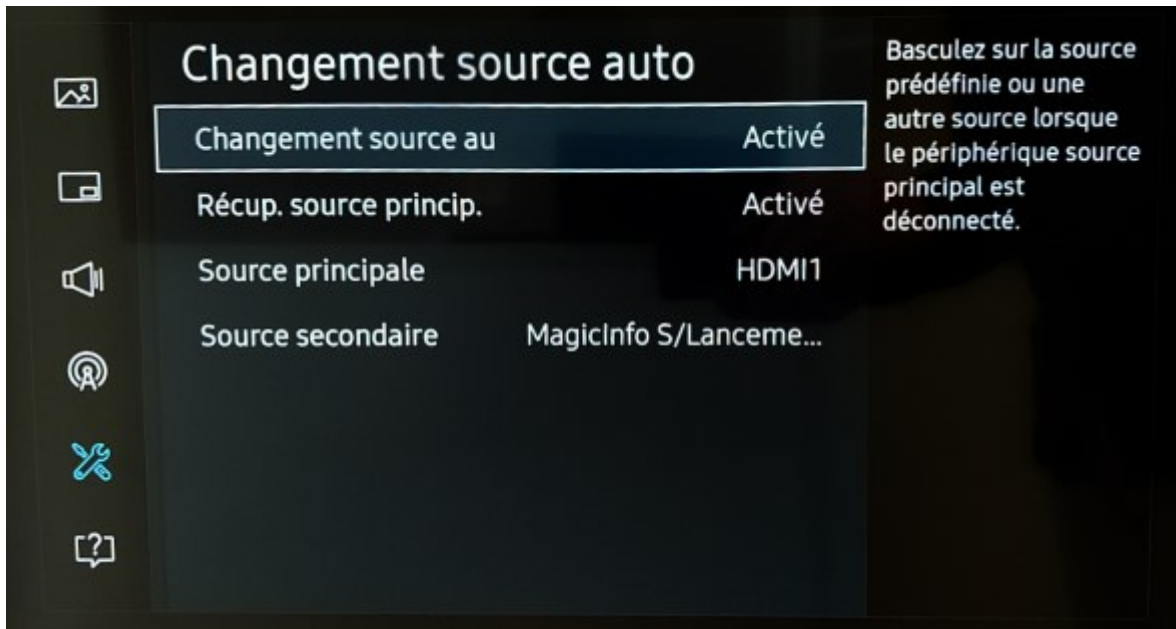 Changement source auto
Changement source au Activé
Récup. source princip. Activé
Source principale HDMI1
Source secondaire MagicInfo S/Lanceme...
Basculez sur la source
prédéfinie ou une
autre source lorsque
le périphérique source
principal est
déconnecté.